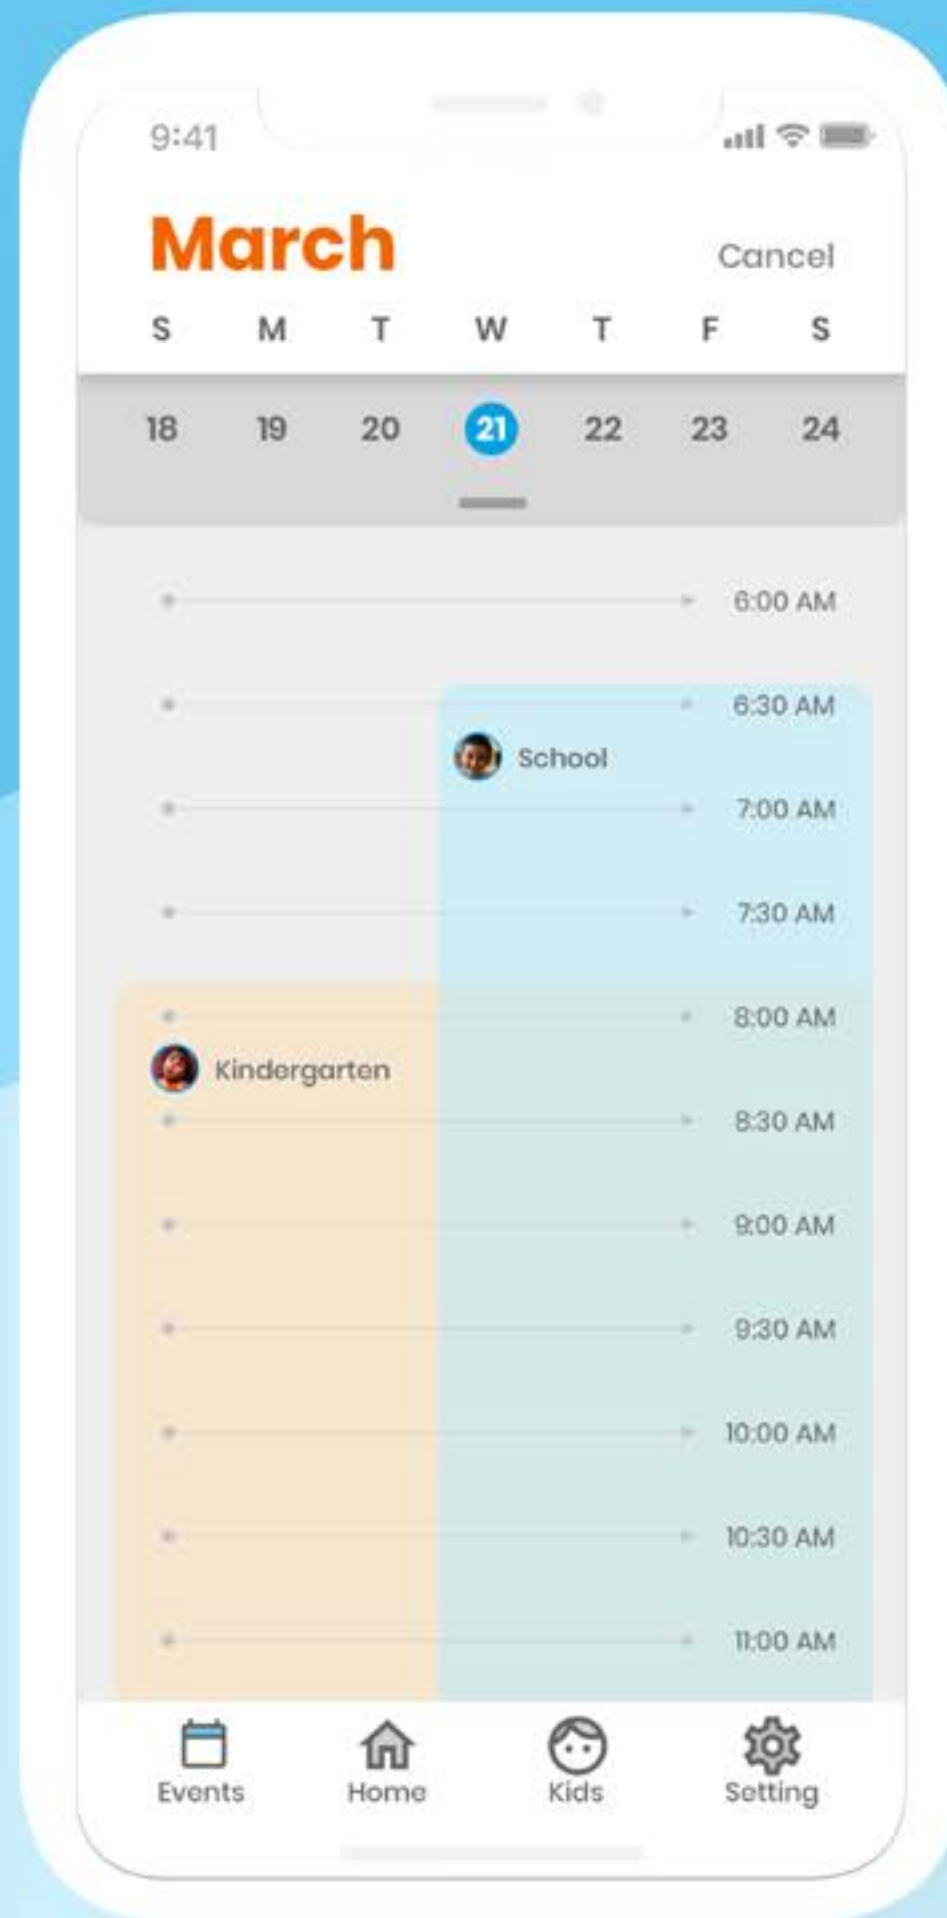 9:41
March
Cancel
S M T W T F S
18 19 20 21 22 23 24
6:00 AM
6:30 AM
School
7:00 AM
7:30 AM
8:00 AM
Kindergarten
8:30 AM
9:00 AM
9:30 AM
10:00 AM
10:30 AM
11:00 AM
Events Home Kids Setting